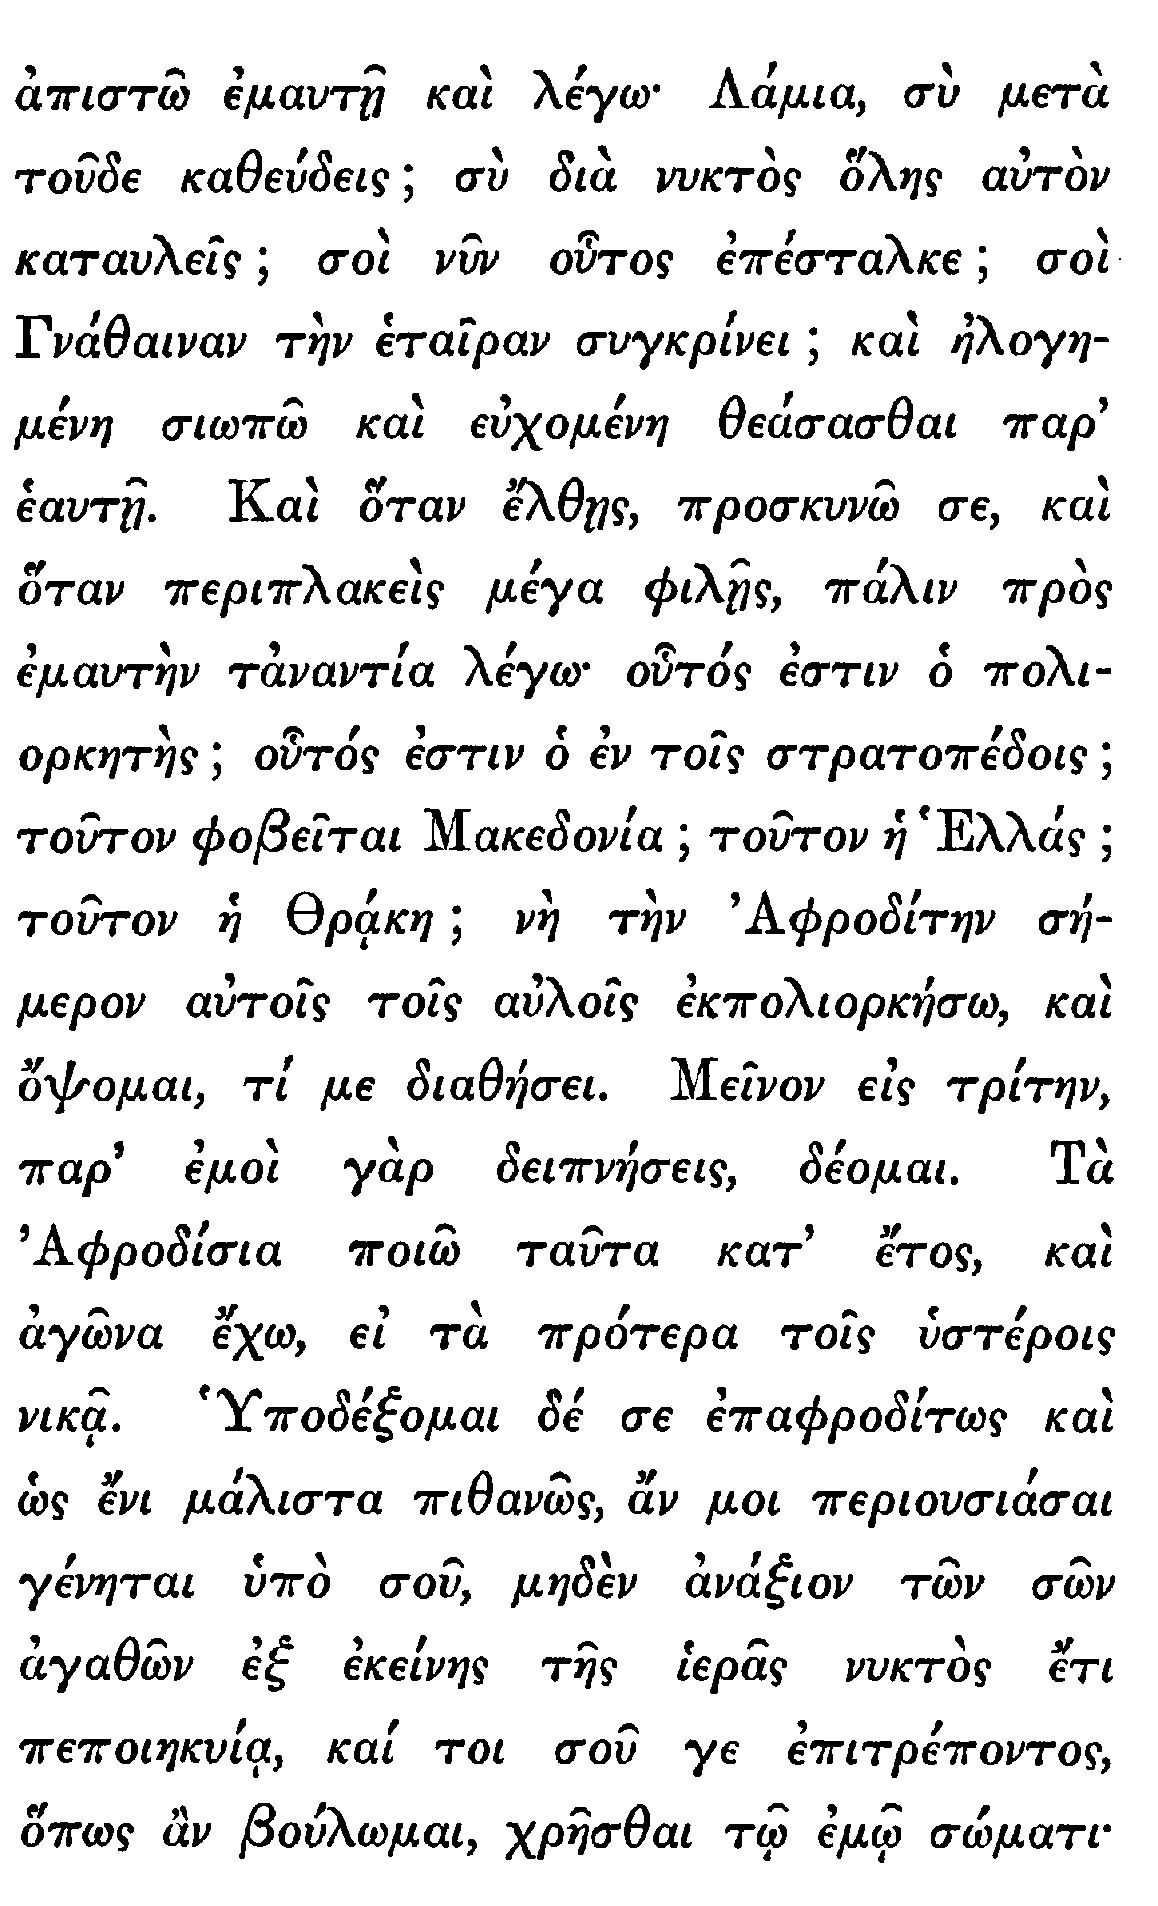 ἀπιστῶ ἐμαυτῇ καὶ λέγω· Λάμια, σὺ μετὰ
τοῦδε καθεύδεις; σὺ διὰ νυκτὸς ὅλης αὐτὸν
καταυλεῖς; σοὶ νῦν οὗτος ἐπέσταλκε; σοὶ
Γνάθαιναν τὴν ἑταῖραν συγκρίνει; καὶ ἠλογη-
μένη σιωπῶ καὶ εὐχομένη θεάσασθαι παρ’
ἑαυτῇ. Καὶ ὅταν ἔλθῃς, προσκυνῶ σε, καὶ
ὅταν περιπλακεὶς μέγα φιλῇς, πάλιν πρὸς
ἐμαυτὴν τἀναντία λέγω· οὗτός ἐστιν ὁ πολι-
ορκητὴς; οὗτός ἐστιν ὁ ἐν τοῖς στρατοπέδοις;
τοῦτον φοβεῖται Μακεδονία; τοῦτον ἡ Ἑλλάς;
τοῦτον ἡ Θρᾴκη; νὴ τὴν Ἀφροδίτην σή-
μερον αὐτοῖς τοῖς αὐλοῖς ἐκπολιορκήσω, καὶ
ὄψομαι, τί με διαθήσει. Μεῖνον εἰς τρίτην,
παρ’ ἐμοὶ γὰρ δειπνήσεις, δέομαι. Τὰ
Ἀφροδίσια ποιῶ ταῦτα κατ’ ἔτος, καὶ
ἀγῶνα ἔχω, εἰ τὰ πρότερα τοῖς ὑστέροις
νικᾷ. Ὑποδέξομαι δέ σε ἐπαφροδίτως καὶ
ὡς ἔνι μάλιστα πιθανῶς, ἄν μοι περιουσιάσαι
γένηται ὑπὸ σοῦ, μηδὲν ἀνάξιον τῶν σῶν
ἀγαθῶν ἐξ ἐκείνης τῆς ἱερᾶς νυκτὸς ἔτι
πεποιηκυίᾳ, καί τοι σοῦ γε ἐπιτρέποντος,
ὅπως ἂν βούλωμαι, χρῆσθαι τῷ ἐμῷ σώματι·